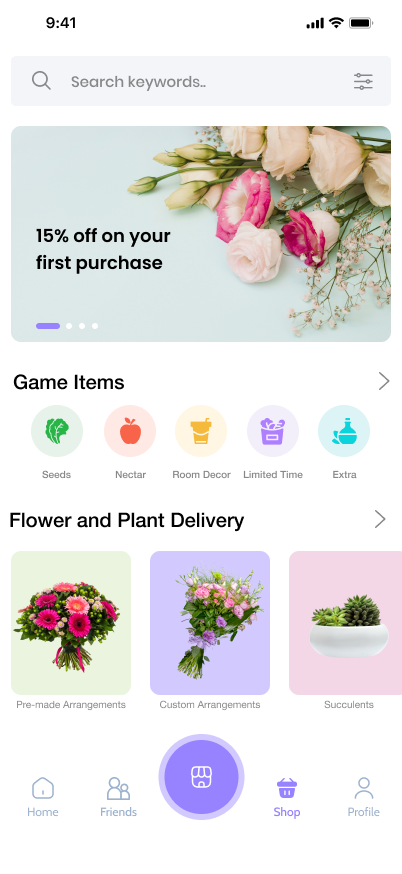 9:41
Search keywords..
15% off on your
first purchase
Game Items
Seeds
Nectar
Room Decor
Limited Time
Extra
Flower and Plant Delivery
Pre-made Arrangements
Custom Arrangements
Succulents
Home
Friends
Shop
Profile